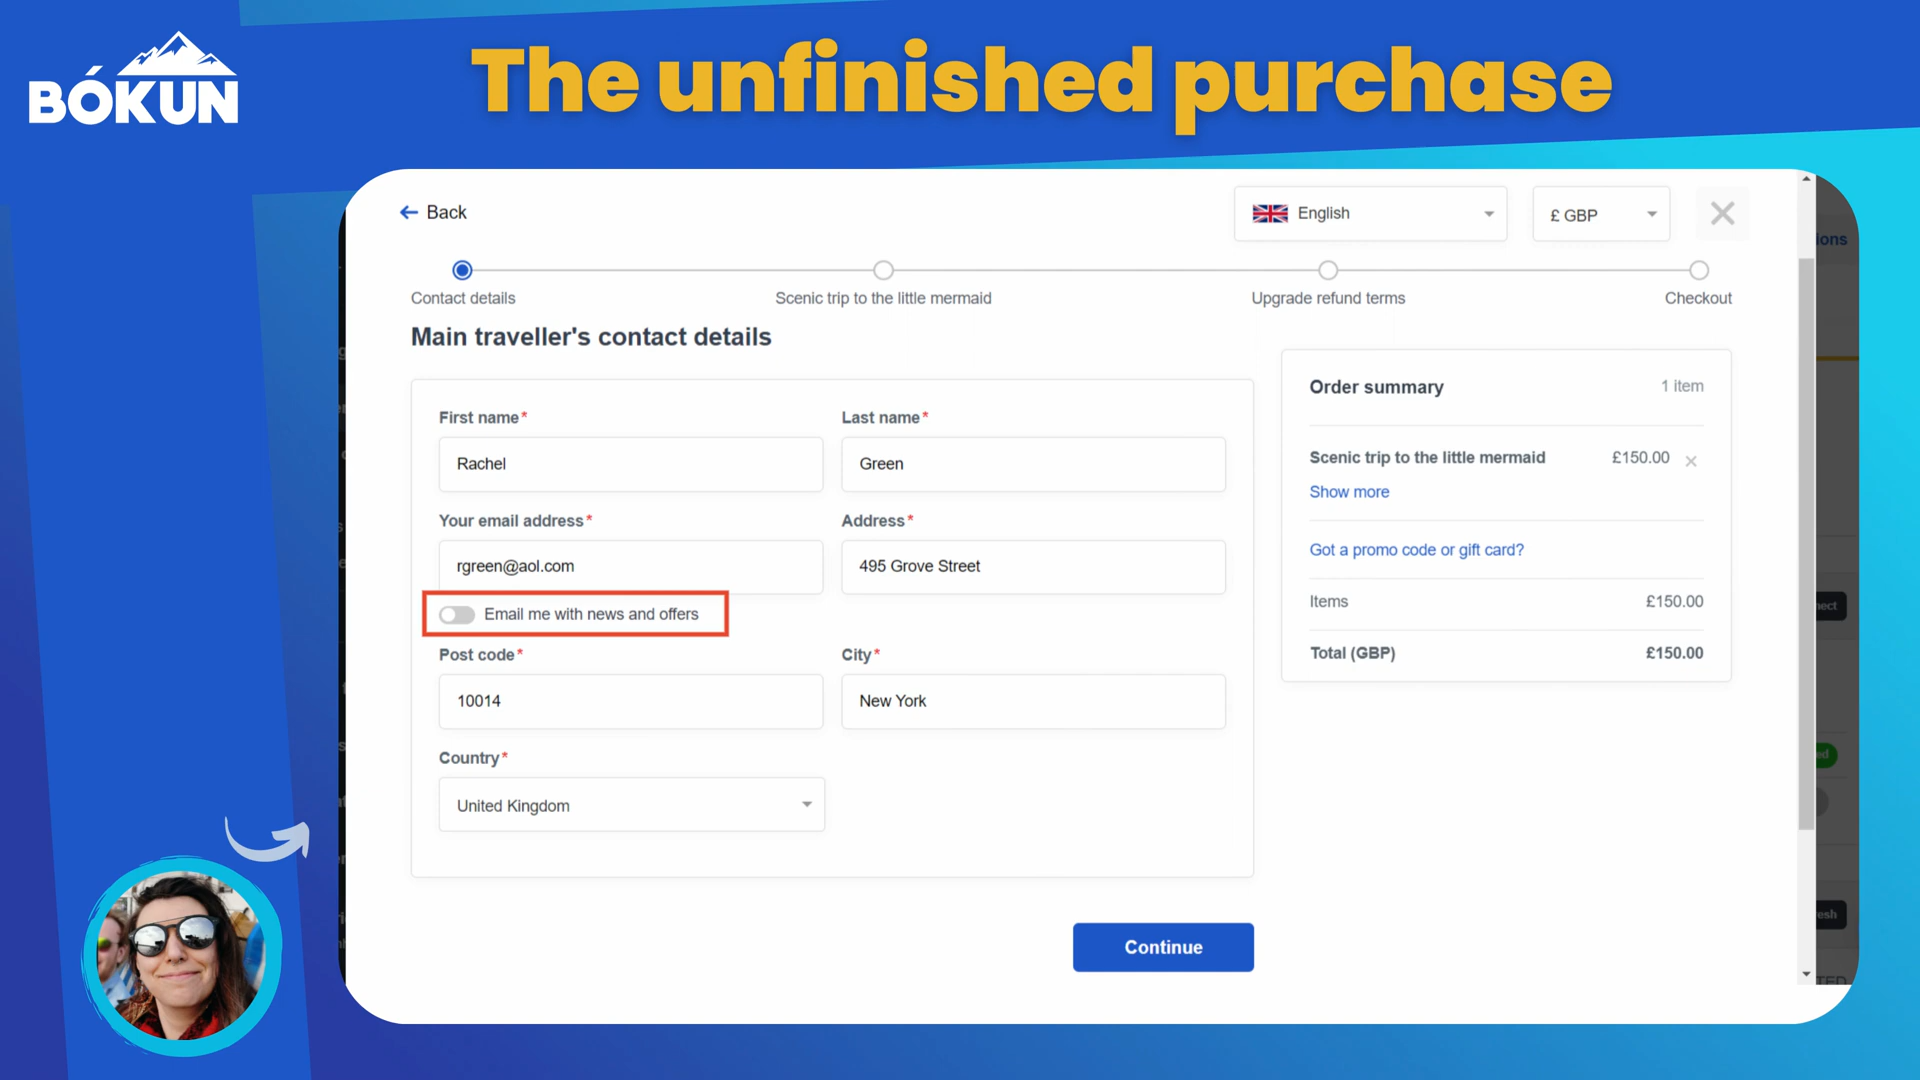 BÓKUN
The unfinished purchase
Back
English
£ GBP
Contact details
Scenic trip to the little mermaid
Upgrade refund terms
Checkout
Main traveller's contact details
First name*
Last name*
Rachel
Green
Your email address*
Address*
rgreen@aol.com
495 Grove Street
Email me with news and offers
Post code*
City*
10014
New York
Country*
United Kingdom
Continue
Order summary
1 item
Scenic trip to the little mermaid
£150.00
Show more
Got a promo code or gift card?
Items
£150.00
Total (GBP)
£150.00